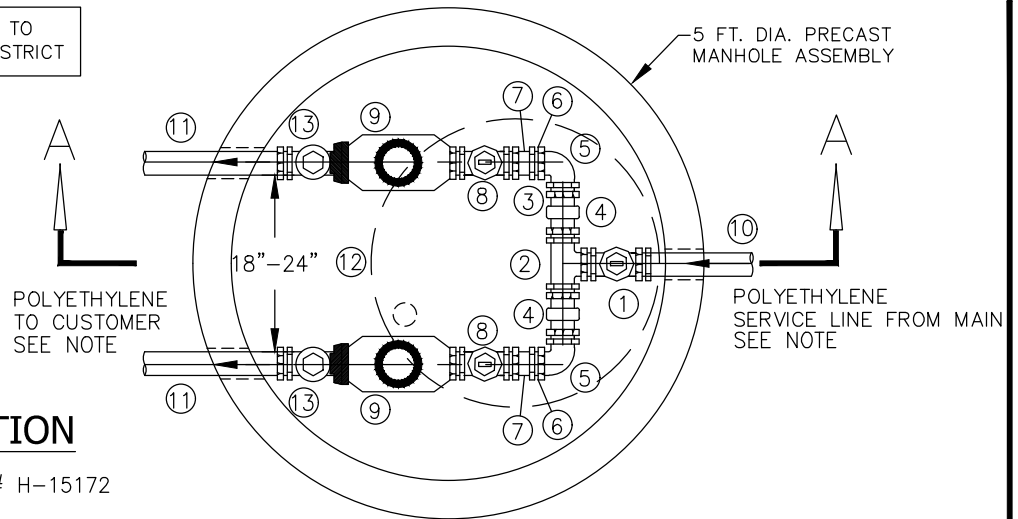 TO
5 FT. DIA. PRECAST
MANHOLE ASSEMBLY
7
6
11
13
9
5
A
A
8
3
4
10
18"-24"
12
2
1
POLYETHYLENE
TO CUSTOMER
SEE NOTE
POLYETHYLENE
SERVICE LINE FROM MAIN
SEE NOTE
4
8
5
11
13
9
7
6
H-15172